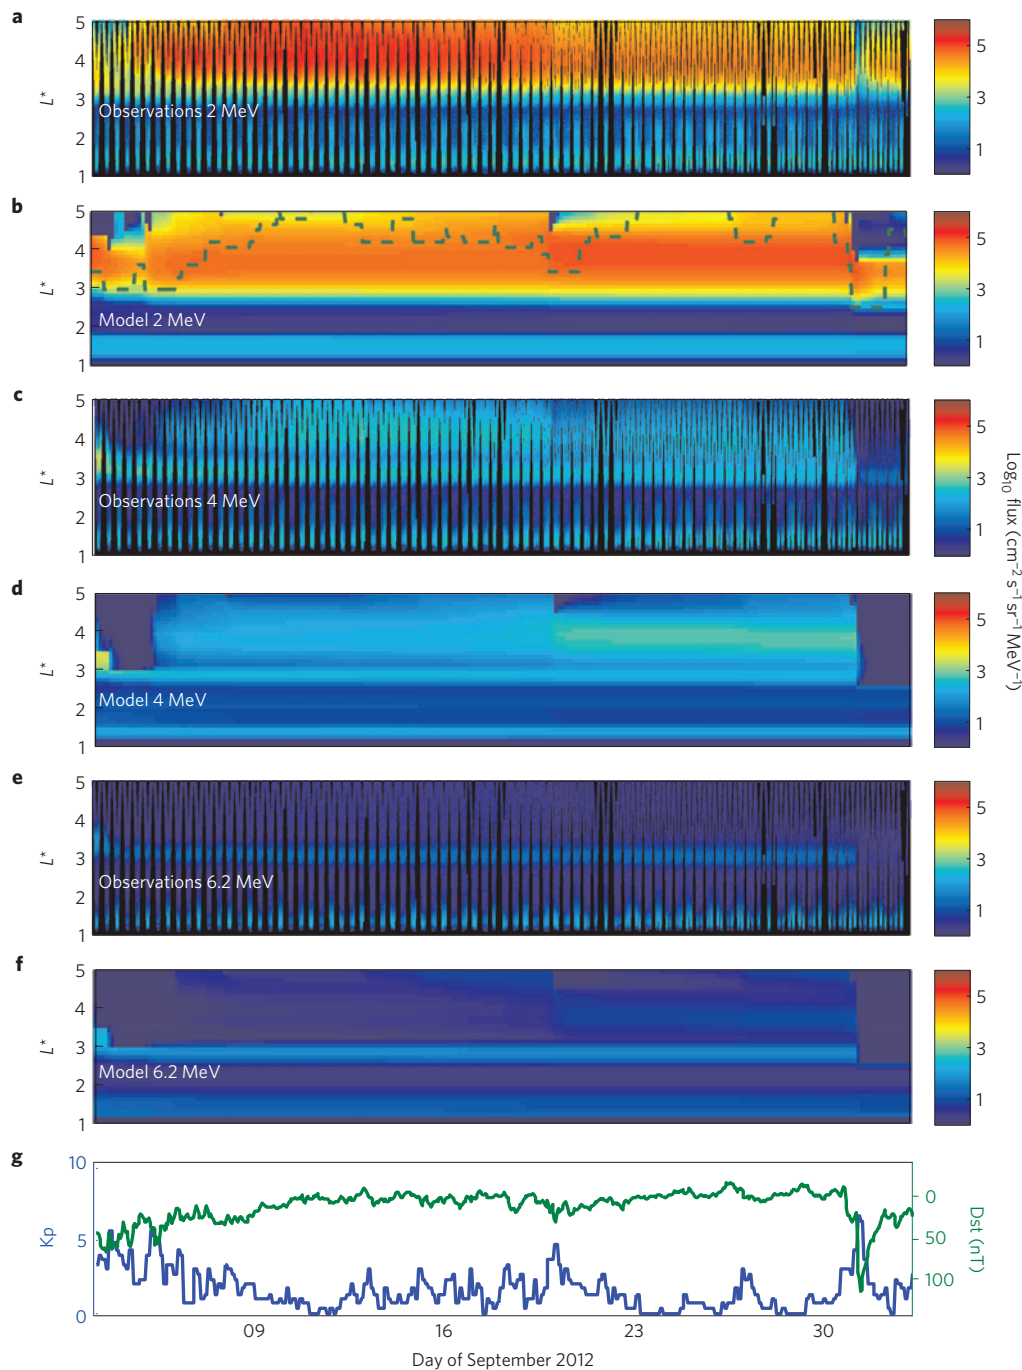 a
5
4
3
2
1
L*
Observations 2 MeV
5
3
1
b
5
4
3
2
1
L*
Model 2 MeV
5
3
1
c
5
4
3
2
1
L*
Observations 4 MeV
5
3
1
Log10 flux (cm−2 s−1 sr−1 MeV−1)
d
5
4
3
2
1
L*
Model 4 MeV
5
3
1
e
5
4
3
2
1
L*
Observations 6.2 MeV
5
3
1
f
5
4
3
2
1
L*
Model 6.2 MeV
5
3
1
g
10
5
0
Kp
0
50
100
Dst (nT)
09 16 23 30
Day of September 2012